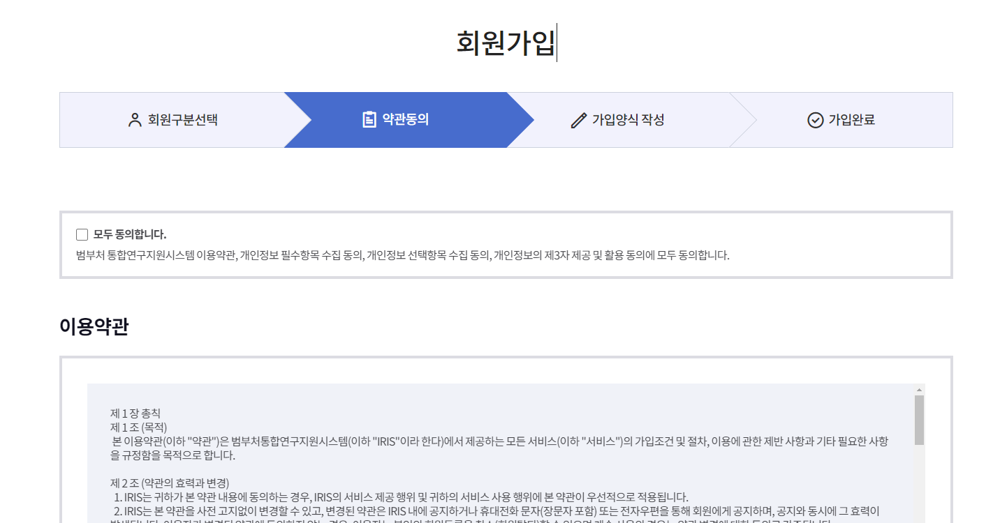 회원가입
회원구분선택
약관동의
가입양식 작성
가입완료
모두 동의합니다.
범부처 통합연구지원시스템 이용약관, 개인정보 필수항목 수집 동의, 개인정보 선택항목 수집 동의, 개인정보의 제3자 제공 및 활용 동의에 모두 동의합니다.
이용약관
제 1 장 총칙
제 1 조 (목적)
본 이용약관(이하 "약관")은 범부처통합연구지원시스템(이하 "IRIS"이라 한다)에서 제공하는 모든 서비스(이하 "서비스")의 가입조건 및 절차, 이용에 관한 제반 사항과 기타 필요한 사항
을 규정함을 목적으로 합니다.
제 2 조 (약관의 효력과 변경)
1. IRIS는 귀하가 본 약관 내용에 동의하는 경우, IRIS의 서비스 제공 행위 및 귀하의 서비스 사용 행위에 본 약관이 우선적으로 적용됩니다.
2. IRIS는 본 약관을 사전 고지없이 변경할 수 있고, 변경된 약관은 IRIS 내에 공지하거나 휴대전화 문자(장문자 포함) 또는 전자우편을 통해 회원에게 공지하며, 공지와 동시에 그 효력이